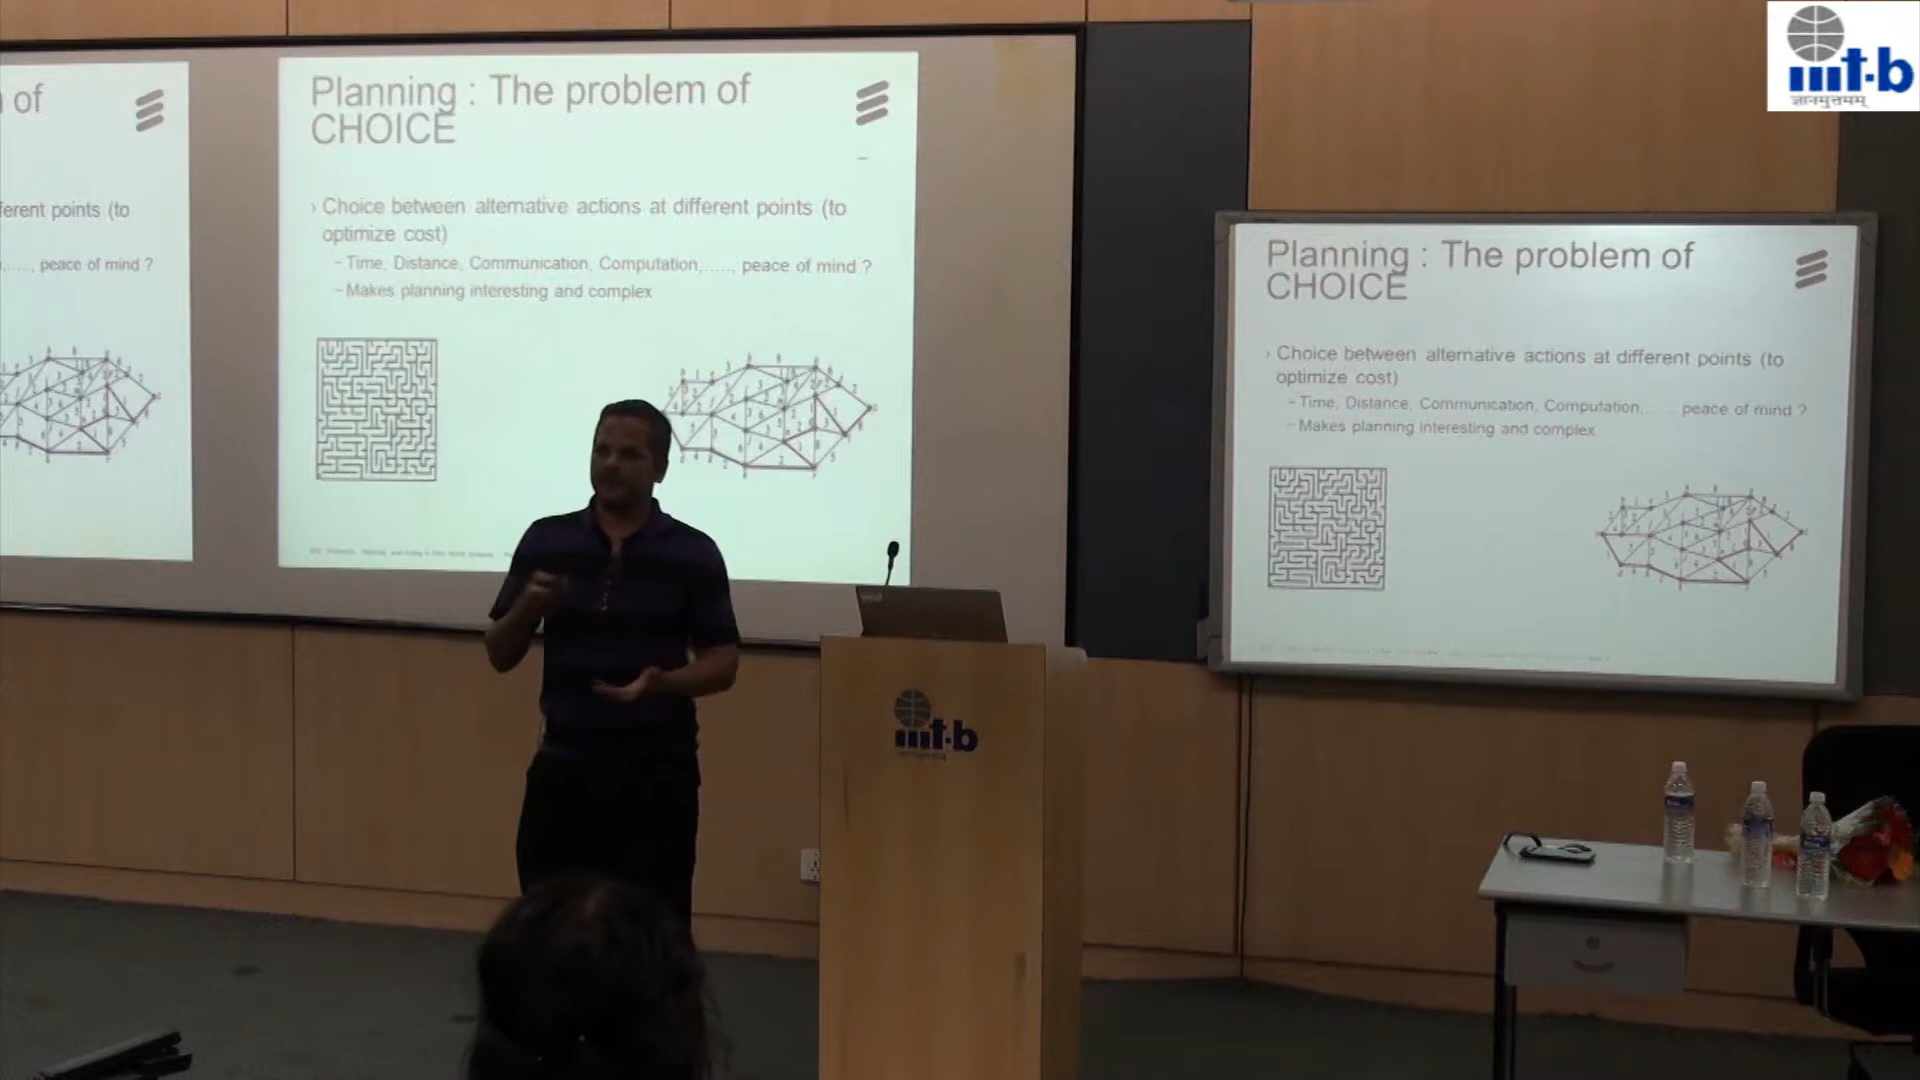 of
ferent points (to
....., peace of mind ?
Planning : The problem of
CHOICE
› Choice between alternative actions at different points (to
optimize cost)
– Time, Distance, Communication, Computation,....., peace of mind ?
– Makes planning interesting and complex
Planning : The problem of
CHOICE
› Choice between alternative actions at different points (to
optimize cost)
– Time, Distance, Communication, Computation,..... peace of mind ?
– Makes planning interesting and complex
iiit-b
ज्ञानमुत्तमम्
iiit-b